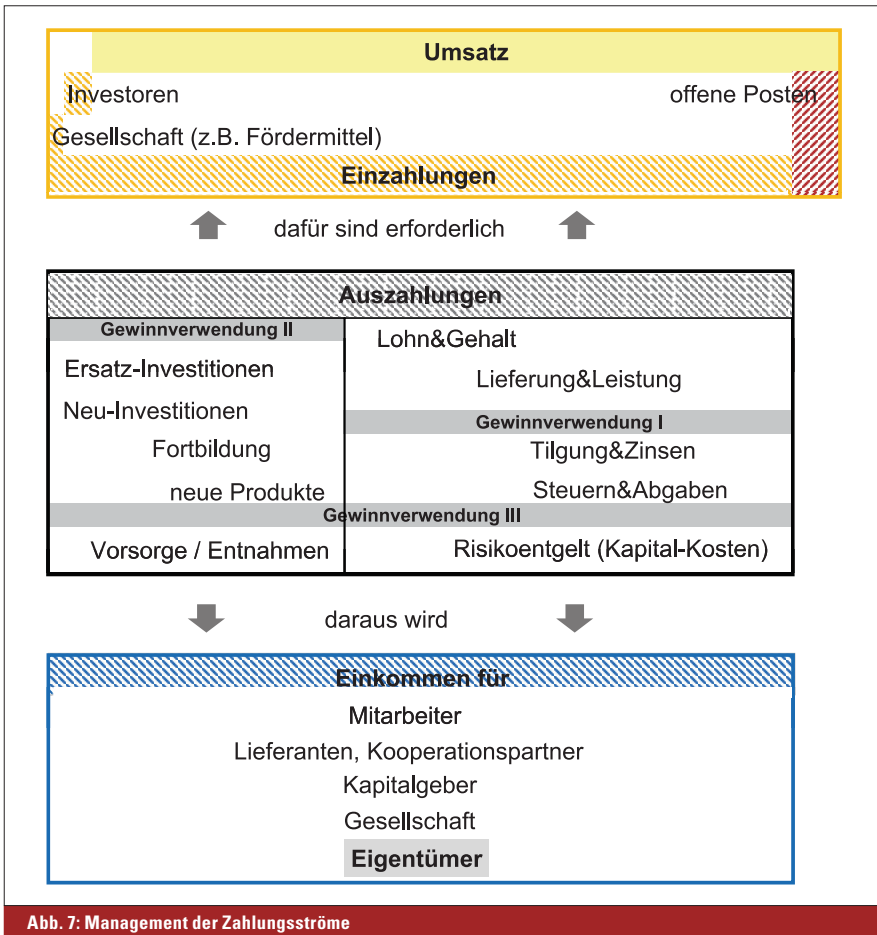 Umsatz
Investoren
offene Posten
Gesellschaft (z.B. Fördermittel)
Einzahlungen
dafür sind erforderlich
Auszahlungen
Gewinnverwendung II
Ersatz-Investitionen
Neu-Investitionen
Fortbildung
neue Produkte
Lohn&Gehalt
Lieferung&Leistung
Gewinnverwendung I
Tilgung&Zinsen
Steuern&Abgaben
Gewinnverwendung III
Vorsorge / Entnahmen
Risikoentgelt (Kapital-Kosten)
daraus wird
Einkommen für
Mitarbeiter
Lieferanten, Kooperationspartner
Kapitalgeber
Gesellschaft
Eigentümer
Abb. 7: Management der Zahlungsströme